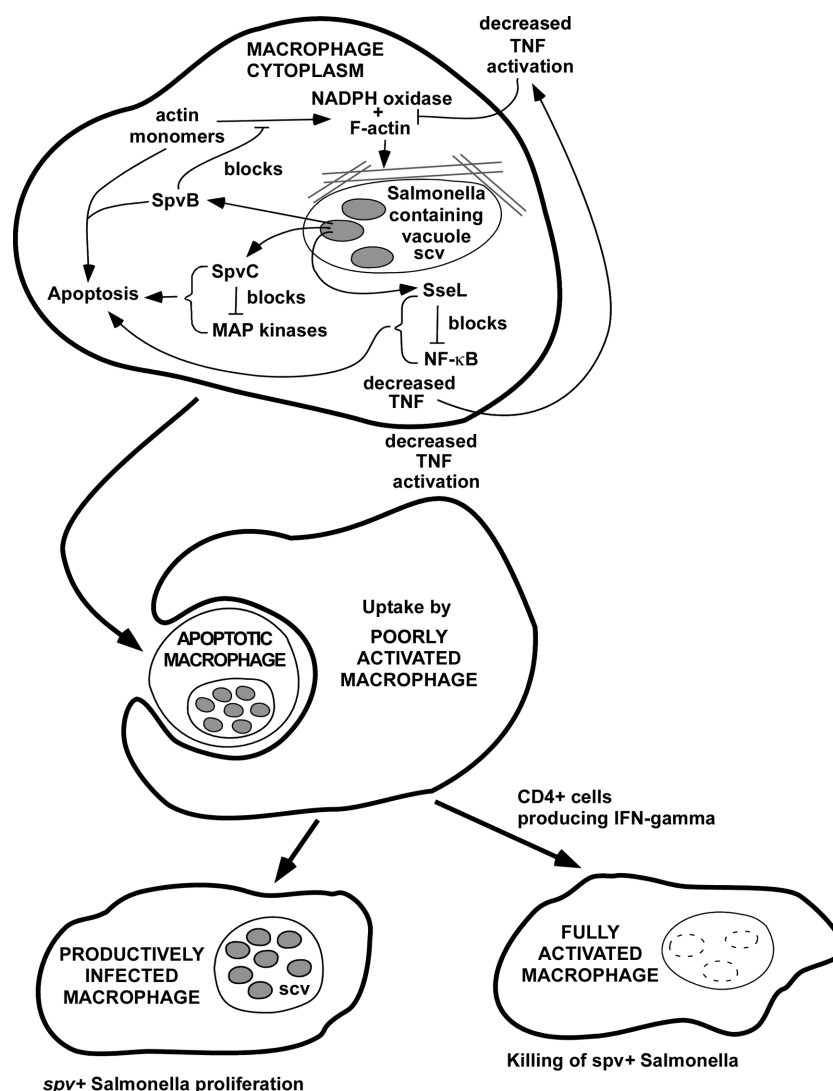 decreased
TNF
activation
MACROPHAGE
CYTOPLASM
NADPH oxidase
+
F-actin
actin
monomers
blocks
SpvB
Salmonella
containing
vacuole
scv
SpvC
blocks
MAP kinases
Apoptosis
SseL
blocks
NF-κB
decreased
TNF
decreased
TNF
activation
Uptake by
POORLY
ACTIVATED
MACROPHAGE
APOPTOTIC
MACROPHAGE
CD4+ cells
producing IFN-gamma
PRODUCTIVELY
INFECTED
MACROPHAGE
scv
FULLY
ACTIVATED
MACROPHAGE
spv+ Salmonella proliferation
Killing of spv+ Salmonella